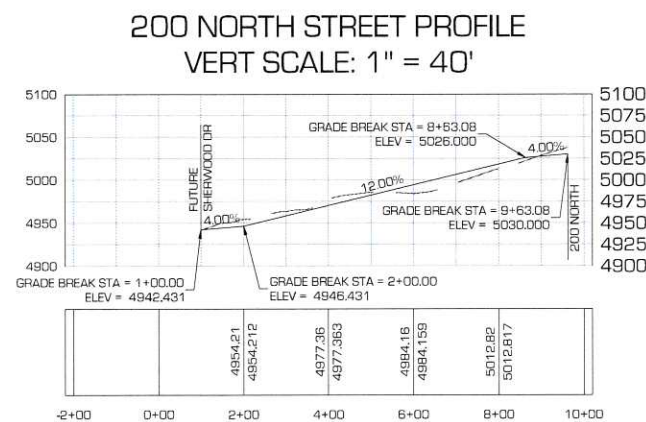 200 NORTH STREET PROFILE
VERT SCALE: 1" = 40'
5100
5050
5000
4950
4900
5100
5075
5050
5025
5000
4975
4950
4925
4900
GRADE BREAK STA = 8+63.08
ELEV = 5026.000
4.00%
12.00%
FUTURE
SHERWOOD DR
4.00%
GRADE BREAK STA = 9+63.08
ELEV = 5030.000
200 NORTH
GRADE BREAK STA = 1+00.00
ELEV = 4942.431
GRADE BREAK STA = 2+00.00
ELEV = 4946.431
4954.21
4954.212
4977.36
4977.363
4984.16
4984.159
5012.82
5012.817
-2+00
0+00
2+00
4+00
6+00
8+00
10+00